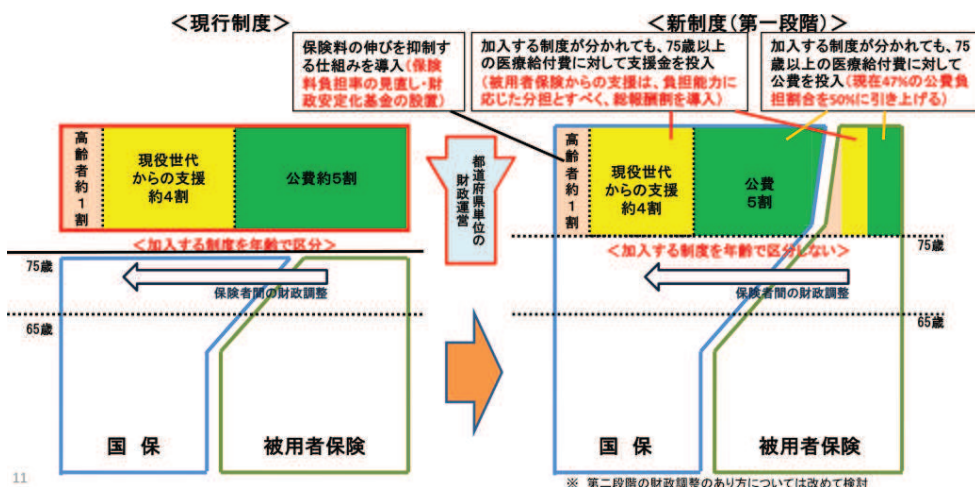 ＜現行制度＞
＜新制度(第一段階)＞
保険料の伸びを抑制す
る仕組みを導入(保険
料負担率の見直し・財
政安定化基金の設置)
加入する制度が分かれても、75歳以上
の医療給付費に対して支援金を投入
(被用者保険からの支援は、負担能力に
応じた分担とすべく、総報酬割を導入)
加入する制度が分かれても、75
歳以上の医療給付費に対して
公費を投入(現在47%の公費負
担割合を50%に引き上げる)
高齢者約1割
現役世代
からの支援
約4割
公費約5割
都道府県単位の
財政運営
高齢者約1割
現役世代
からの支援
約4割
公費
5割
＜加入する制度を年齢で区分＞
＜加入する制度を年齢で区分しない＞
75歳
75歳
保険者間の財政調整
保険者間の財政調整
65歳
65歳
国 保
被用者保険
国 保
被用者保険
11
※ 第二段階の財政調整のあり方については改めて検討